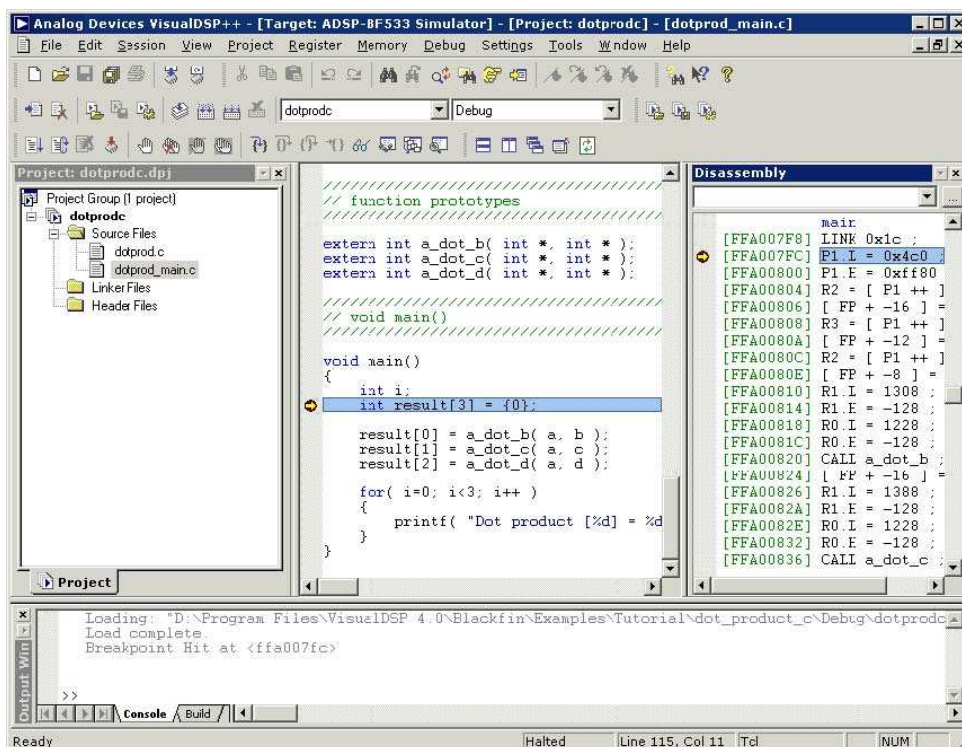 Analog Devices VisualDSP++ - [Target: ADSP-BF533 Simulator] - [Project: dotprodc] - [dotprod_main.c]
File Edit Session View Project Register Memory Debug Settings Tools Window Help
dotprodc Debug
Project: dotprodc.dpj
Project Group (1 project)
dotprodc
Source Files
dotprod.c
dotprod_main.c
Linker Files
Header Files
Project
////////////////////////////////////////
// function prototypes
////////////////////////////////////////
extern int a_dot_b( int *, int * );
extern int a_dot_c( int *, int * );
extern int a_dot_d( int *, int * );
////////////////////////////////////////
// void main()
////////////////////////////////////////
void main()
{
int i;
int result[3] = {0};
result[0] = a_dot_b( a, b );
result[1] = a_dot_c( a, c );
result[2] = a_dot_d( a, d );
for( i=0; i<3; i++ )
{
printf( "Dot product [%d] = %d
}
}
Disassembly
main
[FFA007F8] LINK 0x1c ;
[FFA007FC] P1.L = 0x4c0 ;
[FFA00800] P1.H = 0xff80
[FFA00804] R2 = [ P1 ++ ]
[FFA00806] [ FP + -16 ] =
[FFA00808] R3 = [ P1 ++ ]
[FFA0080A] [ FP + -12 ] =
[FFA0080C] R2 = [ P1 ++ ]
[FFA0080E] [ FP + -8 ] =
[FFA00810] R1.L = 1308 ;
[FFA00814] R1.H = -128 ;
[FFA00818] R0.L = 1228 ;
[FFA0081C] R0.H = -128 ;
[FFA00820] CALL a_dot_b ;
[FFA00824] [ FP + -16 ] =
[FFA00826] R1.L = 1388 ;
[FFA0082A] R1.H = -128 ;
[FFA0082E] R0.L = 1228 ;
[FFA00832] R0.H = -128 ;
[FFA00836] CALL a_dot_c ;
Output Win
Loading: "D:\Program Files\VisualDSP 4.0\Blackfin\Examples\Tutorial\dot_product_c\Debug\dotprodc
Load complete.
Breakpoint Hit at <ffa007fc>
>>
Console Build
Ready Halted Line 115, Col 11 Tcl NUM